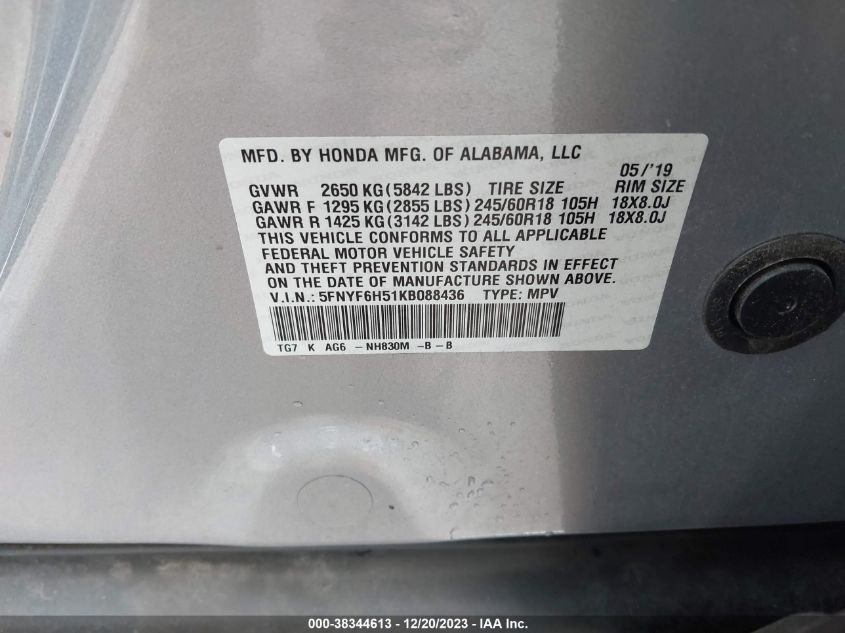 MFD. BY HONDA MFG. OF ALABAMA, LLC
05/'19
GVWR 2650 KG (5842 LBS) TIRE SIZE RIM SIZE
GAWR F 1295 KG (2855 LBS) 245/60R18 105H 18X8.0J
GAWR R 1425 KG (3142 LBS) 245/60R18 105H 18X8.0J
THIS VEHICLE CONFORMS TO ALL APPLICABLE
FEDERAL MOTOR VEHICLE SAFETY
AND THEFT PREVENTION STANDARDS IN EFFECT
ON THE DATE OF MANUFACTURE SHOWN ABOVE.
V.I.N.: 5FNYF6H51KB088436 TYPE: MPV
TG7 K AG6 -NH830M -B-B
000-38344613 - 12/20/2023 - IAA Inc.